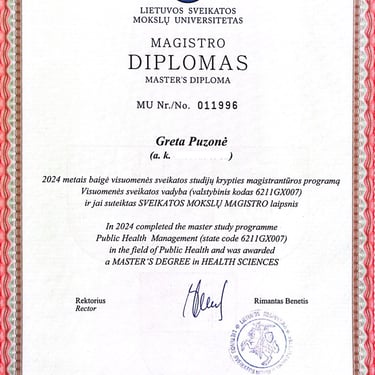 LIETUVOS SVEIKATOS
MOKSLŲ UNIVERSITETAS
MAGISTRO
DIPLOMAS
MASTER'S DIPLOMA
MU Nr./No. 011996
Greta Puzonė
(a. k. )
2024 metais baigė visuomenės sveikatos studijų krypties magistrantūros programą
Visuomenės sveikatos vadyba (valstybinis kodas 6211GX007)
ir jai suteiktas SVEIKATOS MOKSLŲ MAGISTRO laipsnis
In 2024 completed the master study programme
Public Health Management (state code 6211GX007)
in the field of Public Health and was awarded
a MASTER'S DEGREE in HEALTH SCIENCES
Rektorius
Rector
Rimantas Benetis